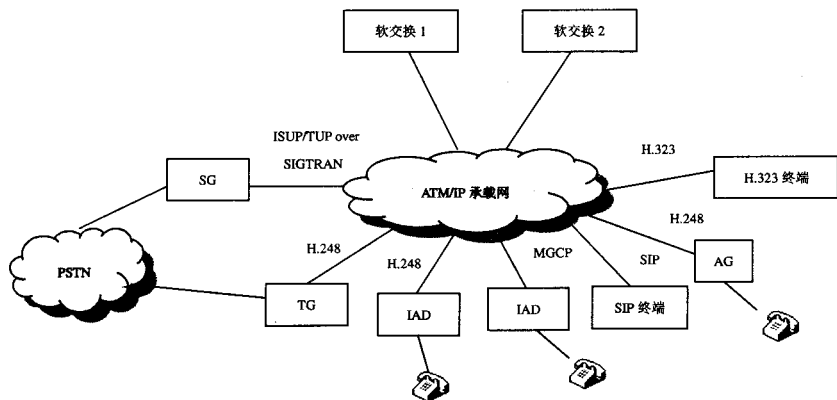 软交换 1
软交换 2
ISUP/TUP over
SIGTRAN
H.323
SG
ATM/IP 承载网
H.323 终端
H.248
PSTN
H.248
H.248
MGCP
SIP
AG
TG
IAD
IAD
SIP 终端